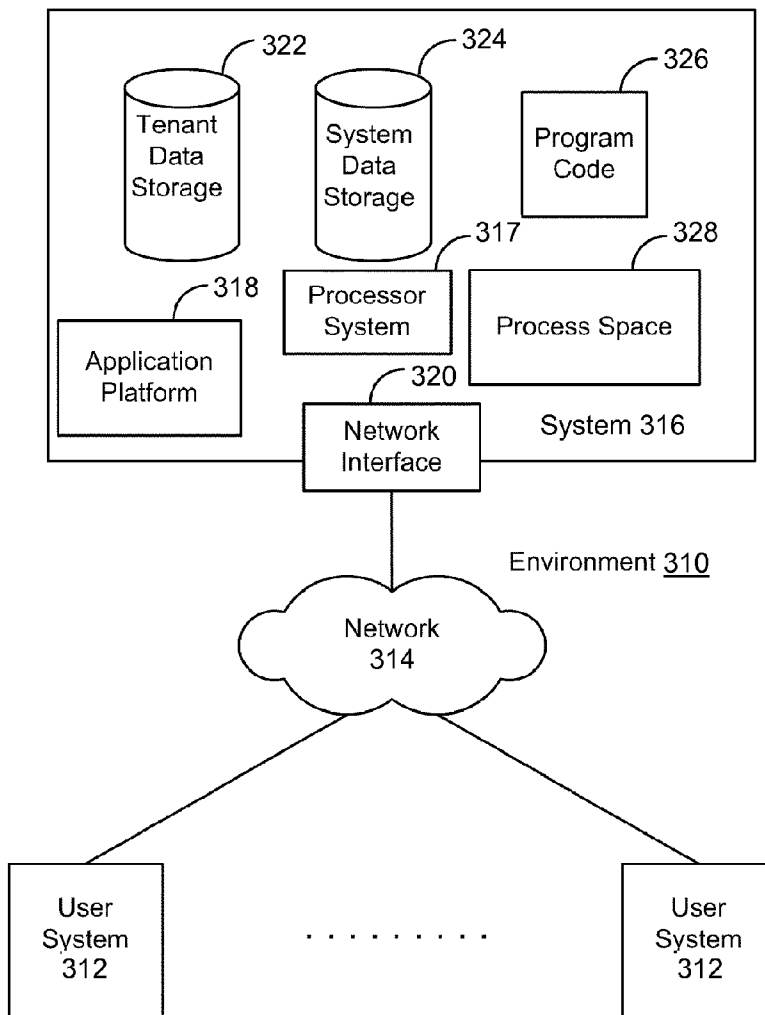 322
324
326
Tenant
Data
Storage
System
Data
Storage
Program
Code
317
328
318
Processor
System
Process Space
Application
Platform
320
Network
Interface
System 316
Environment 310
Network
314
User
System
312
. . . . . . . . .
User
System
312